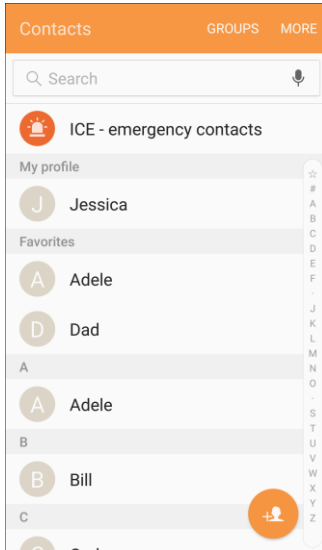 Contacts GROUPS MORE
Search
ICE - emergency contacts
My profile
J Jessica
Favorites
A Adele
D Dad
A
A Adele
B
B Bill
C
☆
#
A
B
C
D
E
F
·
J
K
L
M
N
O
·
S
T
U
V
W
X
Y
Z